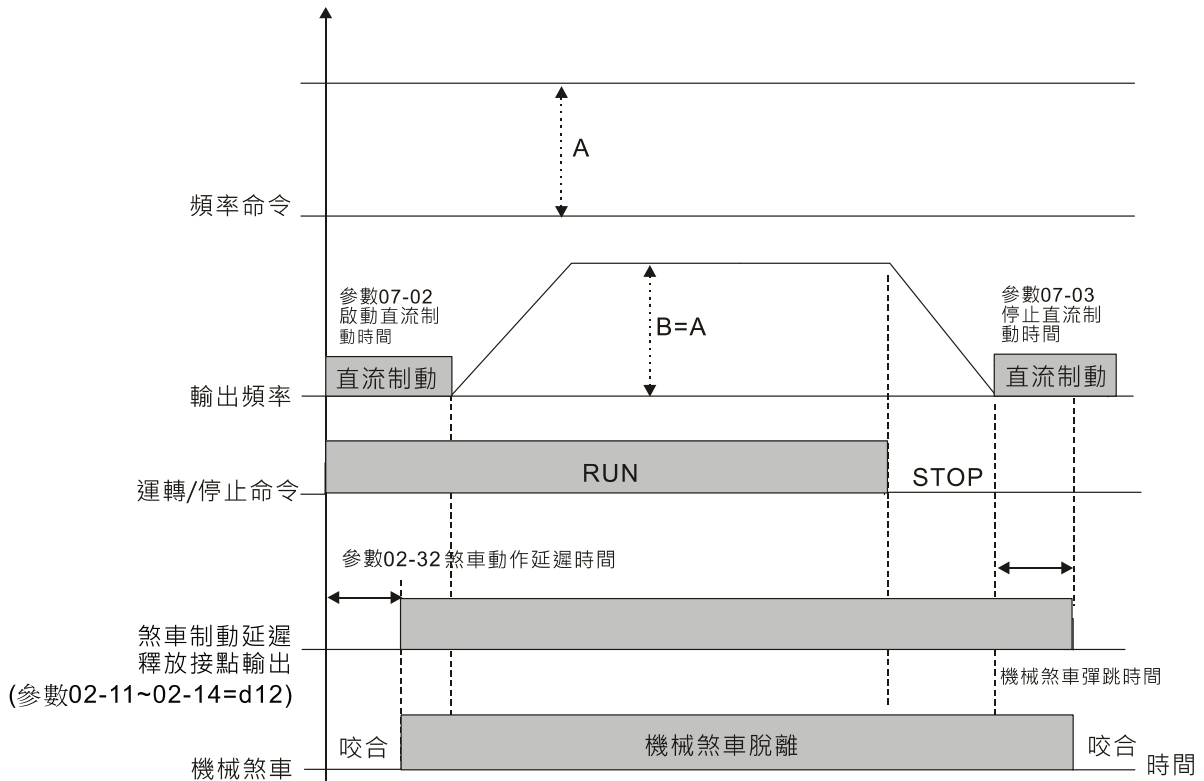 A
頻率命令
參數07-02
啟動直流制
動時間
參數07-03
停止直流制
動時間
B=A
直流制動
直流制動
輸出頻率
RUN
STOP
運轉/停止命令
參數02-32 煞車動作延遲時間
煞車制動延遲
釋放接點輸出
(參數02-11~02-14=d12)
機械煞車彈跳時間
咬合
機械煞車脫離
咬合
機械煞車
時間